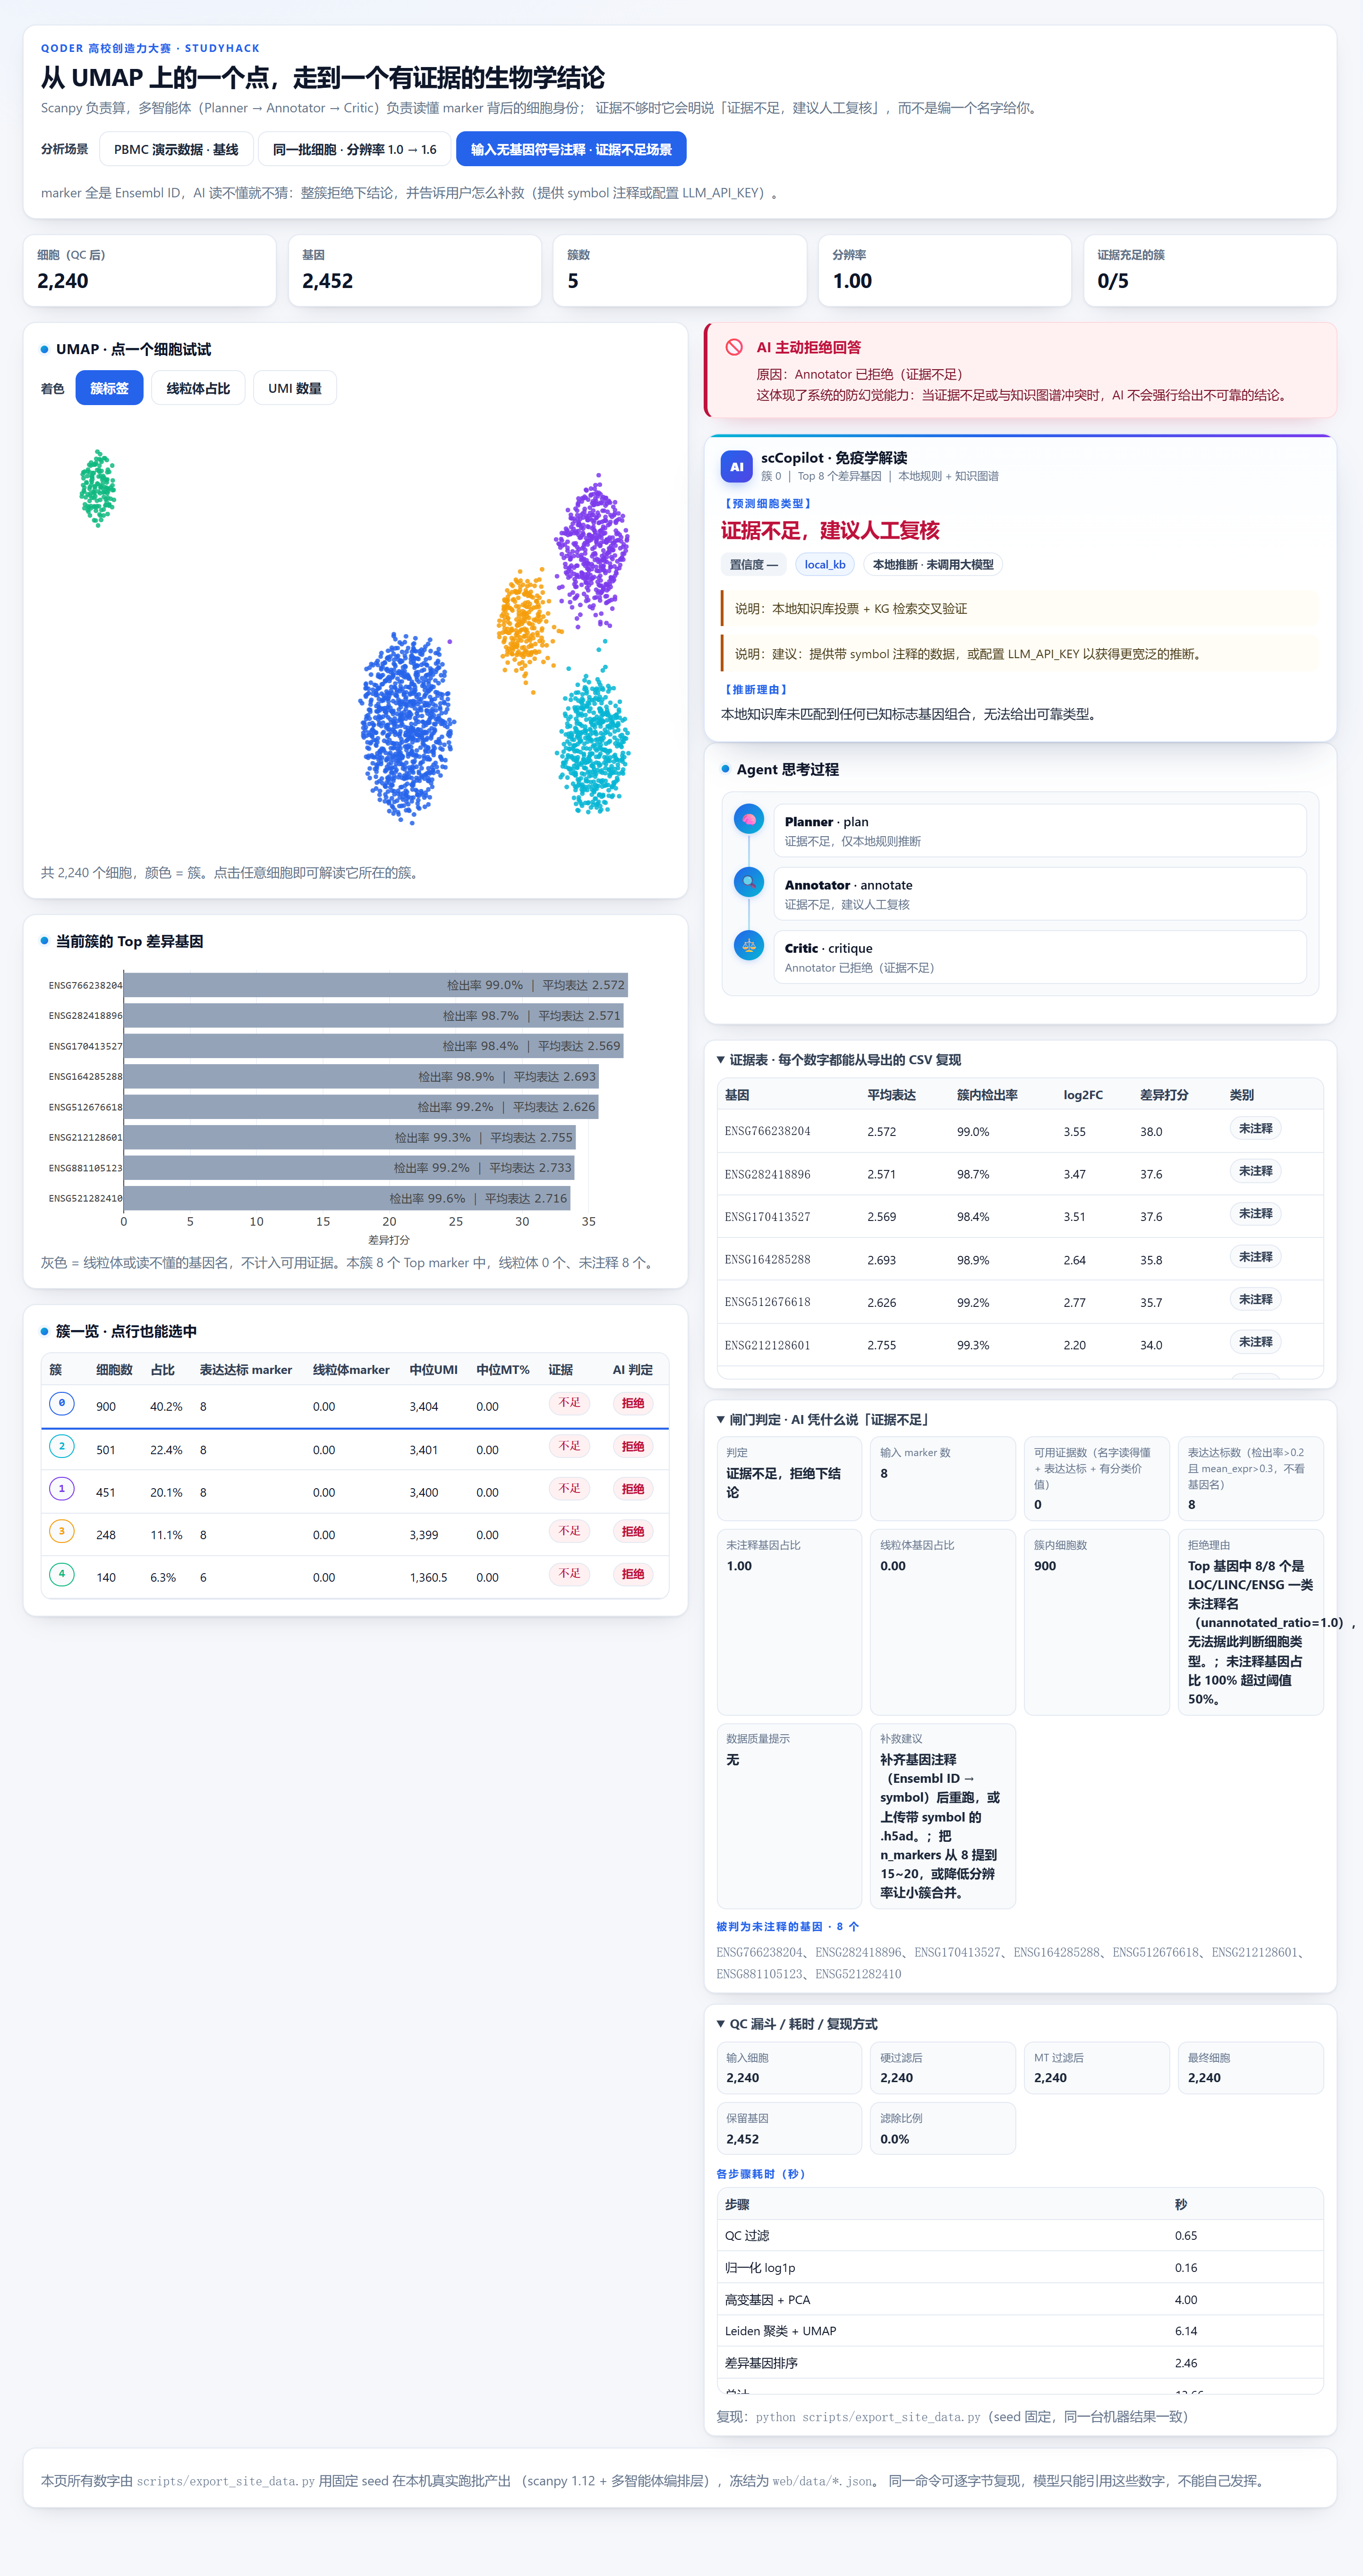 QODER 高校创造力大赛 · STUDYHACK
从 UMAP 上的一个点，走到一个有证据的生物学结论
Scanpy 负责算，多智能体（Planner → Annotator → Critic）负责读懂 marker 背后的细胞身份； 证据不够时它会明说「证据不足，建议人工复核」，而不是编一个名字给你。
分析场景
PBMC 演示数据 · 基线
同一批细胞 · 分辨率 1.0 → 1.6
输入无基因符号注释 · 证据不足场景
marker 全是 Ensembl ID，AI 读不懂就不猜：整簇拒绝下结论，并告诉用户怎么补救（提供 symbol 注释或配置 LLM_API_KEY）。
细胞（QC 后）
2,240
基因
2,452
簇数
5
分辨率
1.00
证据充足的簇
0/5
UMAP · 点一个细胞试试
着色
簇标签
线粒体占比
UMI 数量
共 2,240 个细胞，颜色 = 簇。点击任意细胞即可解读它所在的簇。
当前簇的 Top 差异基因
ENSG766238204 检出率 99.0% ｜ 平均表达 2.572
ENSG282418896 检出率 98.7% ｜ 平均表达 2.571
ENSG170413527 检出率 98.4% ｜ 平均表达 2.569
ENSG164285288 检出率 98.9% ｜ 平均表达 2.693
ENSG512676618 检出率 99.2% ｜ 平均表达 2.626
ENSG212128601 检出率 99.3% ｜ 平均表达 2.755
ENSG881105123 检出率 99.2% ｜ 平均表达 2.733
ENSG521282410 检出率 99.6% ｜ 平均表达 2.716
0 5 10 15 20 25 30 35
差异打分
灰色 = 线粒体或读不懂的基因名，不计入可用证据。本簇 8 个 Top marker 中，线粒体 0 个、未注释 8 个。
簇一览 · 点行也能选中
簇 细胞数 占比 表达达标 marker 线粒体marker 中位UMI 中位MT% 证据 AI 判定
0 900 40.2% 8 0.00 3,404 0.00 不足 拒绝
2 501 22.4% 8 0.00 3,401 0.00 不足 拒绝
1 451 20.1% 8 0.00 3,400 0.00 不足 拒绝
3 248 11.1% 8 0.00 3,399 0.00 不足 拒绝
4 140 6.3% 6 0.00 1,360.5 0.00 不足 拒绝
AI 主动拒绝回答
原因：Annotator 已拒绝（证据不足）
这体现了系统的防幻觉能力：当证据不足或与知识图谱冲突时，AI 不会强行给出不可靠的结论。
AI
scCopilot · 免疫学解读
簇 0 ｜ Top 8 个差异基因 ｜ 本地规则 + 知识图谱
【预测细胞类型】
证据不足，建议人工复核
置信度 —
local_kb
本地推断 · 未调用大模型
说明：本地知识库投票 + KG 检索交叉验证
说明：建议：提供带 symbol 注释的数据，或配置 LLM_API_KEY 以获得更宽泛的推断。
【推断理由】
本地知识库未匹配到任何已知标志基因组合，无法给出可靠类型。
Agent 思考过程
Planner · plan
证据不足，仅本地规则推断
Annotator · annotate
证据不足，建议人工复核
Critic · critique
Annotator 已拒绝（证据不足）
▼ 证据表 · 每个数字都能从导出的 CSV 复现
基因 平均表达 簇内检出率 log2FC 差异打分 类别
ENSG766238204 2.572 99.0% 3.55 38.0 未注释
ENSG282418896 2.571 98.7% 3.47 37.6 未注释
ENSG170413527 2.569 98.4% 3.51 37.6 未注释
ENSG164285288 2.693 98.9% 2.64 35.8 未注释
ENSG512676618 2.626 99.2% 2.77 35.7 未注释
ENSG212128601 2.755 99.3% 2.20 34.0 未注释
▼ 闸门判定 · AI 凭什么说「证据不足」
判定
证据不足，拒绝下结
论
输入 marker 数
8
可用证据数（名字读得懂
+ 表达达标 + 有分类价
值）
0
表达达标数（检出率>0.2
且 mean_expr>0.3，不看
基因名）
8
未注释基因占比
1.00
线粒体基因占比
0.00
簇内细胞数
900
拒绝理由
Top 基因中 8/8 个是
LOC/LINC/ENSG 一类
未注释名
（unannotated_ratio=1.0），
无法据此判断细胞类
型。；未注释基因占
比 100% 超过阈值
50%。
数据质量提示
无
补救建议
补齐基因注释
（Ensembl ID →
symbol）后重跑，或
上传带 symbol 的
.h5ad。；把
n_markers 从 8 提到
15~20，或降低分辨
率让小簇合并。
被判为未注释的基因 · 8 个
ENSG766238204、ENSG282418896、ENSG170413527、ENSG164285288、ENSG512676618、ENSG212128601、
ENSG881105123、ENSG521282410
▼ QC 漏斗 / 耗时 / 复现方式
输入细胞
2,240
硬过滤后
2,240
MT 过滤后
2,240
最终细胞
2,240
保留基因
2,452
滤除比例
0.0%
各步骤耗时（秒）
步骤 秒
QC 过滤 0.65
归一化 log1p 0.16
高变基因 + PCA 4.00
Leiden 聚类 + UMAP 6.14
差异基因排序 2.46
复现：python scripts/export_site_data.py（seed 固定，同一台机器结果一致）
本页所有数字由 scripts/export_site_data.py 用固定 seed 在本机真实跑批产出 （scanpy 1.12 + 多智能体编排层），冻结为 web/data/*.json。 同一命令可逐字节复现，模型只能引用这些数字，不能自己发挥。